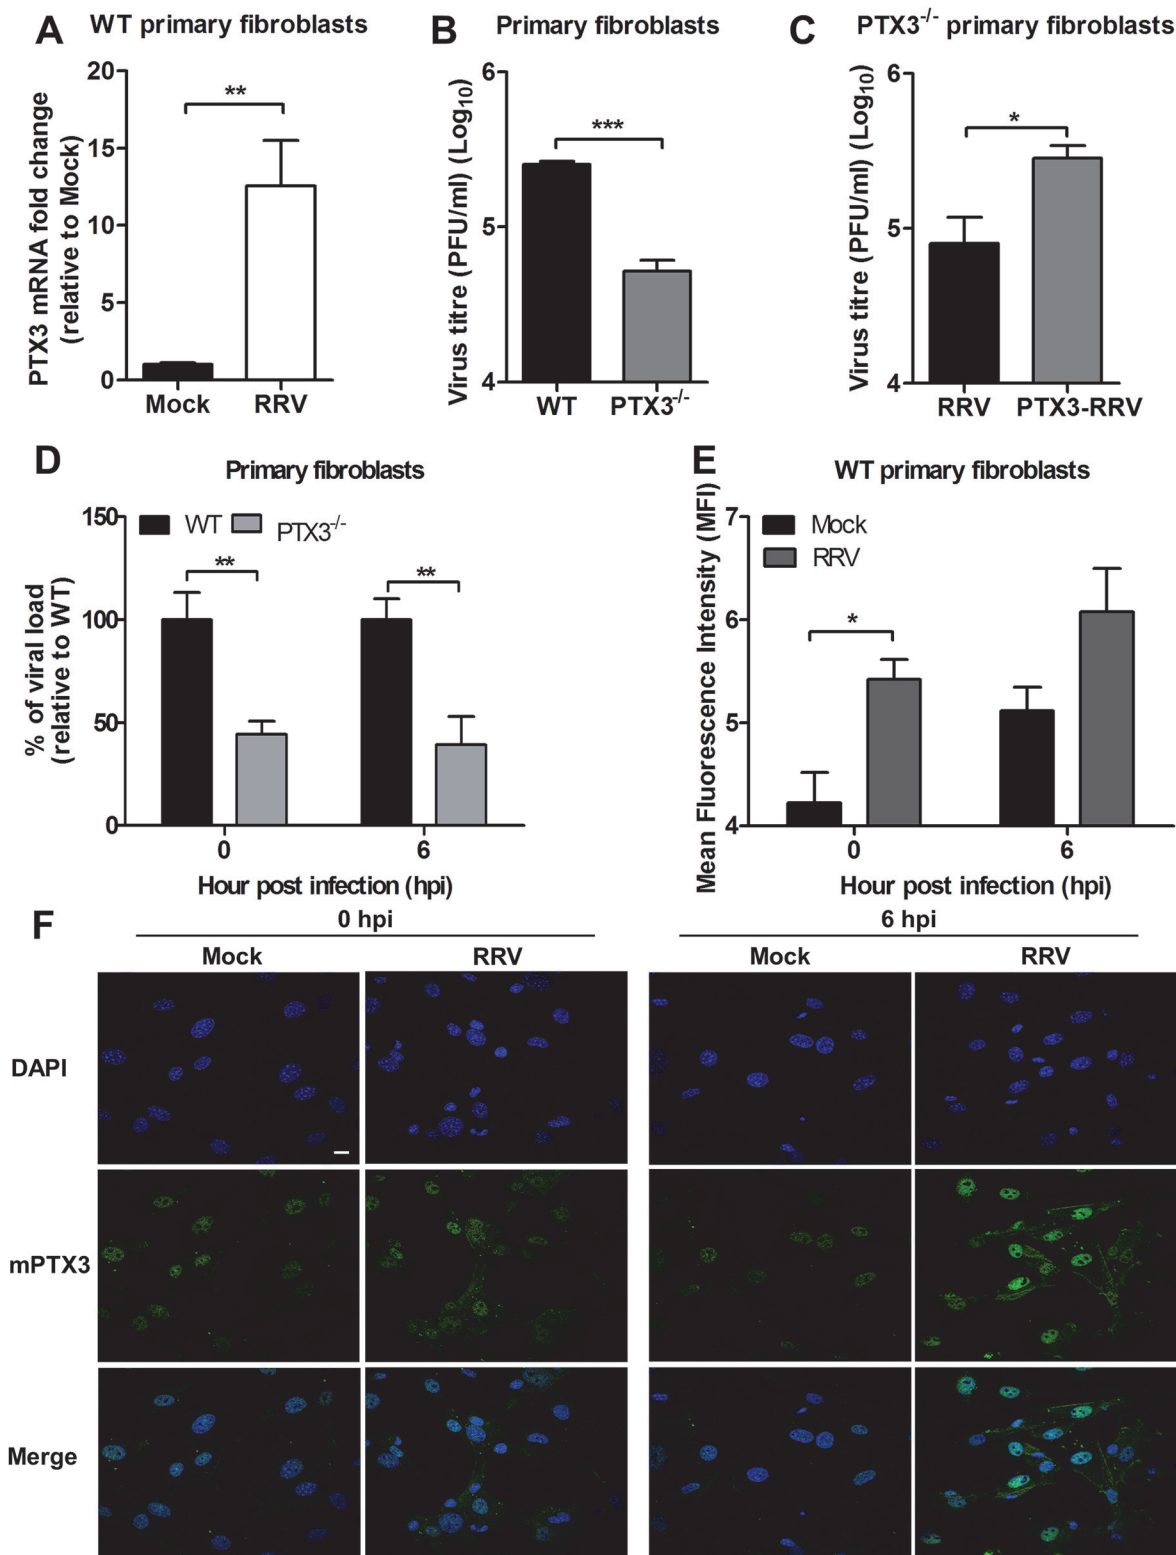 A WT primary fibroblasts
PTX3 mRNA fold change
(relative to Mock)
20
15
10
5
0
**
Mock RRV
B Primary fibroblasts
Virus titre (PFU/ml) (Log₁₀)
6
5
4
***
WT PTX3⁻/⁻
C PTX3⁻/⁻ primary fibroblasts
Virus titre (PFU/ml) (Log₁₀)
6
5
4
*
RRV PTX3-RRV
D Primary fibroblasts
% of viral load
(relative to WT)
150
100
50
0
WT PTX3⁻/⁻
** **
0 6
Hour post infection (hpi)
E WT primary fibroblasts
Mean Fluorescence Intensity (MFI)
7
6
5
4
Mock
RRV
*
0 6
Hour post infection (hpi)
F 0 hpi 6 hpi
Mock RRV Mock RRV
DAPI
mPTX3
Merge